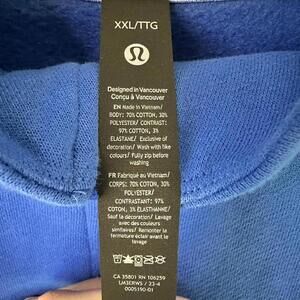 XXL/TTG
Designed in Vancouver
Conçu à Vancouver
EN Made in Vietnam/
BODY: 70% COTTON, 30%
POLYESTER/ CONTRAST:
97% COTTON, 3%
ELASTANE/ Exclusive of
decoration/ Wash with like
colours/ Fully zip before
washing
FR Fabriqué au Vietnam/
CORPS: 70% COTON, 30%
POLYESTER/
CONTRASTANT: 97%
COTON, 3% ÉLASTHANNE/
Sauf la décoration/ Lavage
avec des couleurs
similaires/ Remonter la
fermeture éclair avant le
lavage
CA 35801 RN 106259
LM3ERWS / 23-4
0005190-01